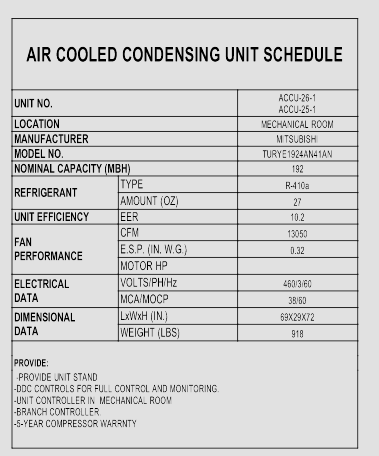 AIR COOLED CONDENSING UNIT SCHEDULE
UNIT NO. ACCU-26-1
ACCU-25-1
LOCATION MECHANICAL ROOM
MANUFACTURER MITSUBISHI
MODEL NO. TURYE1924AN41AN
NOMINAL CAPACITY (MBH) 192
REFRIGERANT TYPE R-410a
AMOUNT (OZ) 27
UNIT EFFICIENCY EER 10.2
FAN PERFORMANCE CFM 13050
E.S.P. (IN. W.G.) 0.32
MOTOR HP
ELECTRICAL DATA VOLTS/PH/Hz 460/3/60
MCA/MOCP 38/60
DIMENSIONAL DATA LxWxH (IN.) 69X29X72
WEIGHT (LBS) 918
PROVIDE:
-PROVIDE UNIT STAND
-DDC CONTROLS FOR FULL CONTROL AND MONITORING.
-UNIT CONTROLLER IN MECHANICAL ROOM
-BRANCH CONTROLLER
-5-YEAR COMPRESSOR WARRNTY